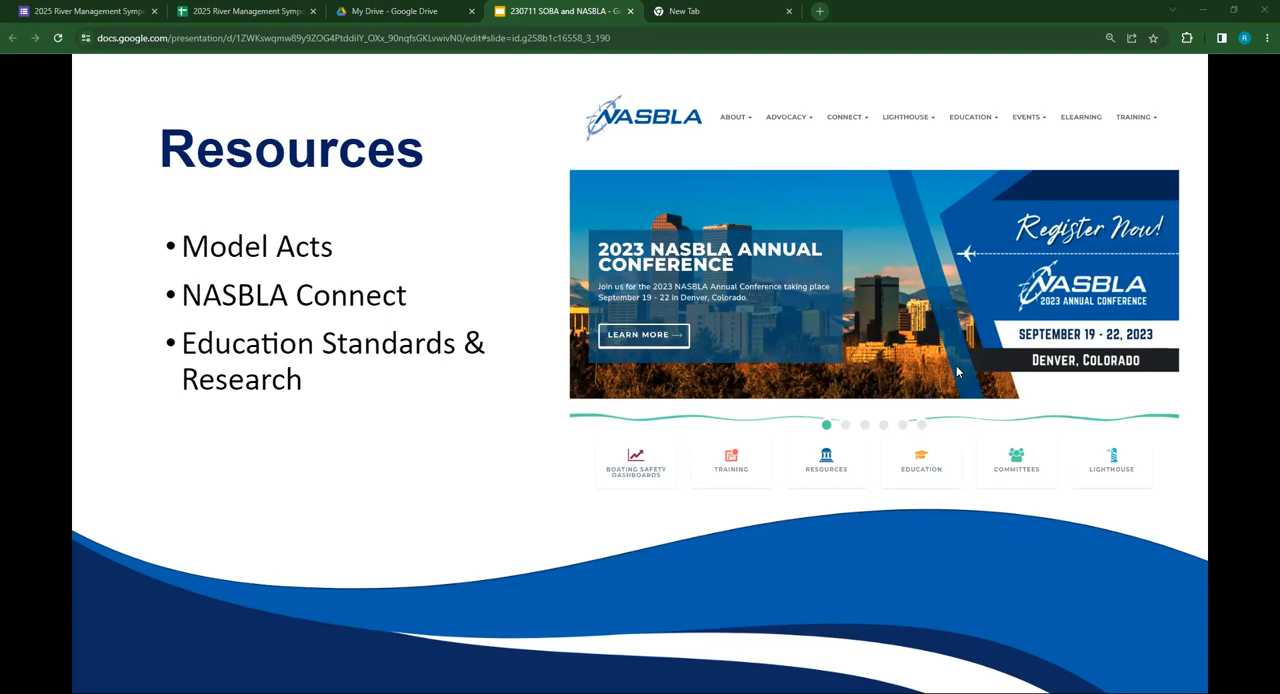 2025 River Management Symp
2025 River Management Symp
My Drive - Google Drive
230711 SOBA and NASBLA - G
New Tab
docs.google.com/presentation/d/1ZWKswqmw89y9ZOG4PtddilY_OXx_90nqfsGKLvwivN0/edit#slide=id.g258b1c16558_3_190
R
NASBLA
ABOUT
ADVOCACY
CONNECT
LIGHTHOUSE
EDUCATION
EVENTS
ELEARNING
TRAINING
Resources
• Model Acts
• NASBLA Connect
• Education Standards &
Research
2023 NASBLA ANNUAL
CONFERENCE
Join us for the 2023 NASBLA Annual Conference taking place
September 19 - 22 in Denver, Colorado.
LEARN MORE
Register Now!
NASBLA
2023 ANNUAL CONFERENCE
SEPTEMBER 19 - 22, 2023
DENVER, COLORADO
BOATING SAFETY
DASHBOARDS
TRAINING
RESOURCES
EDUCATION
COMMITTEES
LIGHTHOUSE